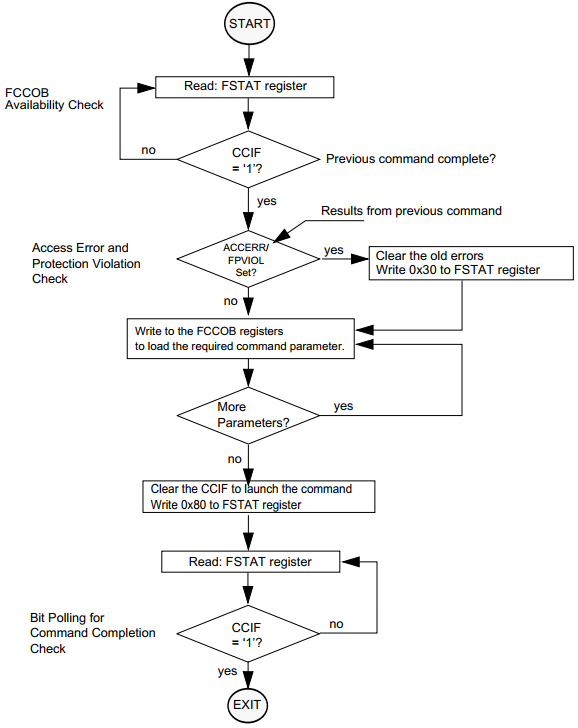 START
FCCOB
Availability Check
Read: FSTAT register
no
CCIF
= ‘1’?
Previous command complete?
yes
Results from previous command
Access Error and
Protection Violation
Check
ACCERR/
FPVIOL
Set?
yes
Clear the old errors
Write 0x30 to FSTAT register
no
Write to the FCCOB registers
to load the required command parameter.
More
Parameters?
yes
no
Clear the CCIF to launch the command
Write 0x80 to FSTAT register
Read: FSTAT register
Bit Polling for
Command Completion
Check
CCIF
= ‘1’?
no
yes
EXIT